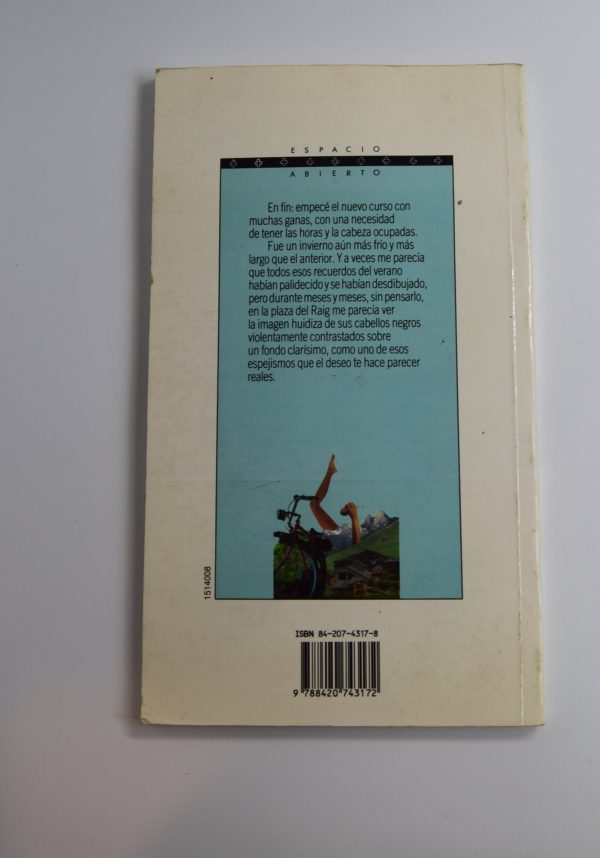 ESPACIO
ABIERTO
En fin: empecé el nuevo curso con
muchas ganas, con una necesidad
de tener las horas y la cabeza ocupadas.
Fue un invierno aún más frío y más
largo que el anterior. Y a veces me parecía
que todos esos recuerdos del verano
habían palidecido y se habían desdibujado,
pero durante meses y meses, sin pensarlo,
en la plaza del Raig me parecía ver
la imagen huidiza de sus cabellos negros
violentamente contrastados sobre
un fondo clarísimo, como uno de esos
espejismos que el deseo te hace parecer
reales.
1514008
ISBN 84-207-4317-8
9 788420 743172